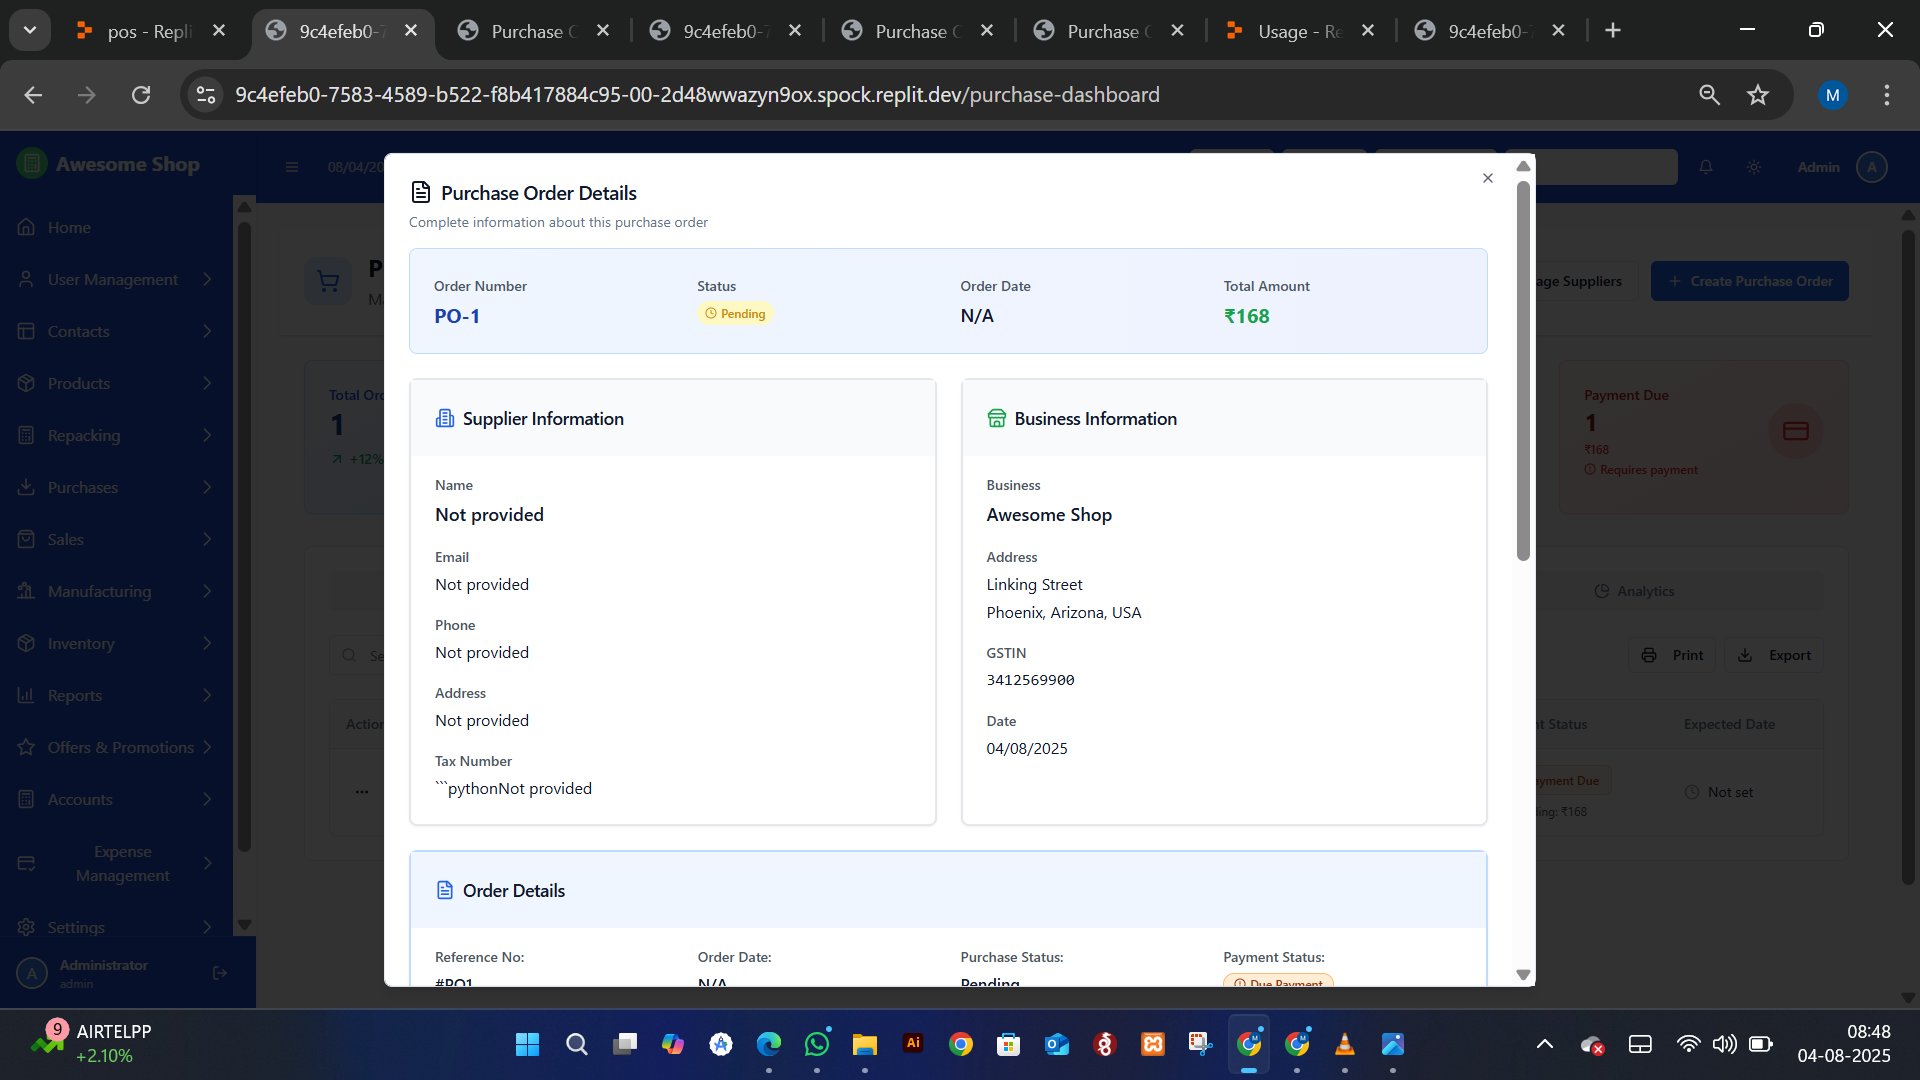 pos - Repli
9c4efeb0-7
Purchase C
9c4efeb0-7
Purchase C
Purchase C
Usage - Re
9c4efeb0-7
9c4efeb0-7583-4589-b522-f8b417884c95-00-2d48wwazyn9ox.spock.replit.dev/purchase-dashboard
M
Awesome Shop
08/04/20
Admin
A
Home
User Management
Contacts
Products
Repacking
Purchases
Sales
Manufacturing
Inventory
Reports
Offers & Promotions
Accounts
Expense
Management
Settings
A
Administrator
admin
P
Ma
age Suppliers
Create Purchase Order
Total Ord
1
+12%
Payment Due
1
₹168
Requires payment
Analytics
Se
Print
Export
Action
nt Status
Expected Date
...
yment Due
ing: ₹168
Not set
Purchase Order Details
Complete information about this purchase order
Order Number
Status
Order Date
Total Amount
PO-1
Pending
N/A
₹168
Supplier Information
Name
Not provided
Email
Not provided
Phone
Not provided
Address
Not provided
Tax Number
```pythonNot provided
Business Information
Business
Awesome Shop
Address
Linking Street
Phoenix, Arizona, USA
GSTIN
3412569900
Date
04/08/2025
Order Details
Reference No:
Order Date:
Purchase Status:
Payment Status:
#PO1
N/A
Pending
Due Payment
9
AIRTELPP
+2.10%
Ai
08:48
04-08-2025